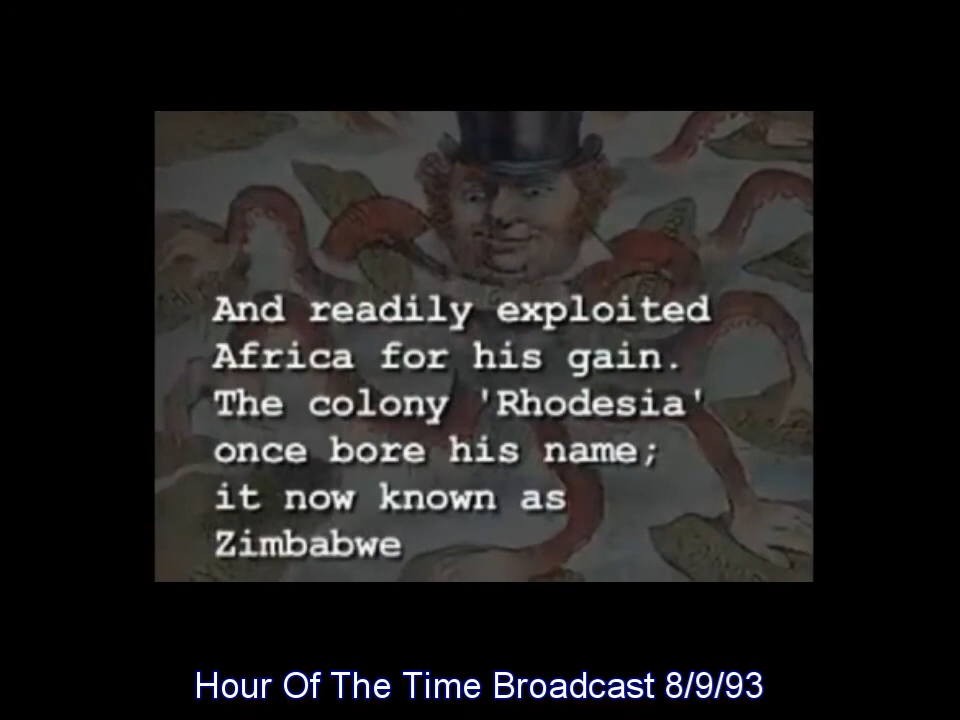 And readily exploited
Africa for his gain.
The colony 'Rhodesia'
once bore his name;
it now known as
Zimbabwe
Hour Of The Time Broadcast 8/9/93